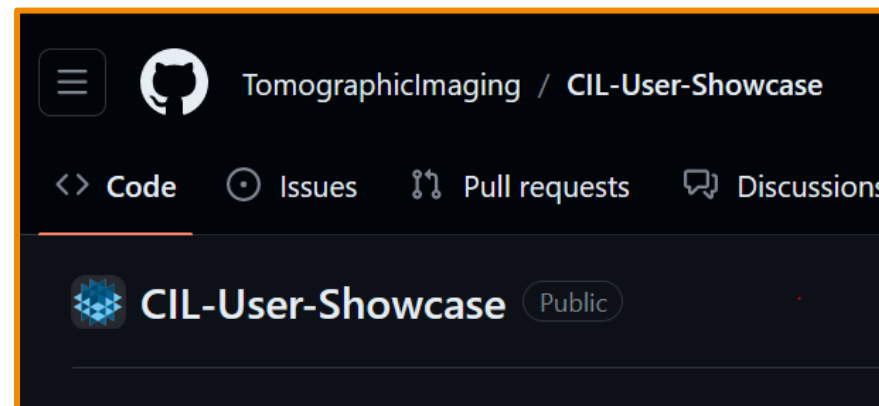 TomographicImaging / CIL-User-Showcase
Code Issues Pull requests Discussions
CIL-User-Showcase Public